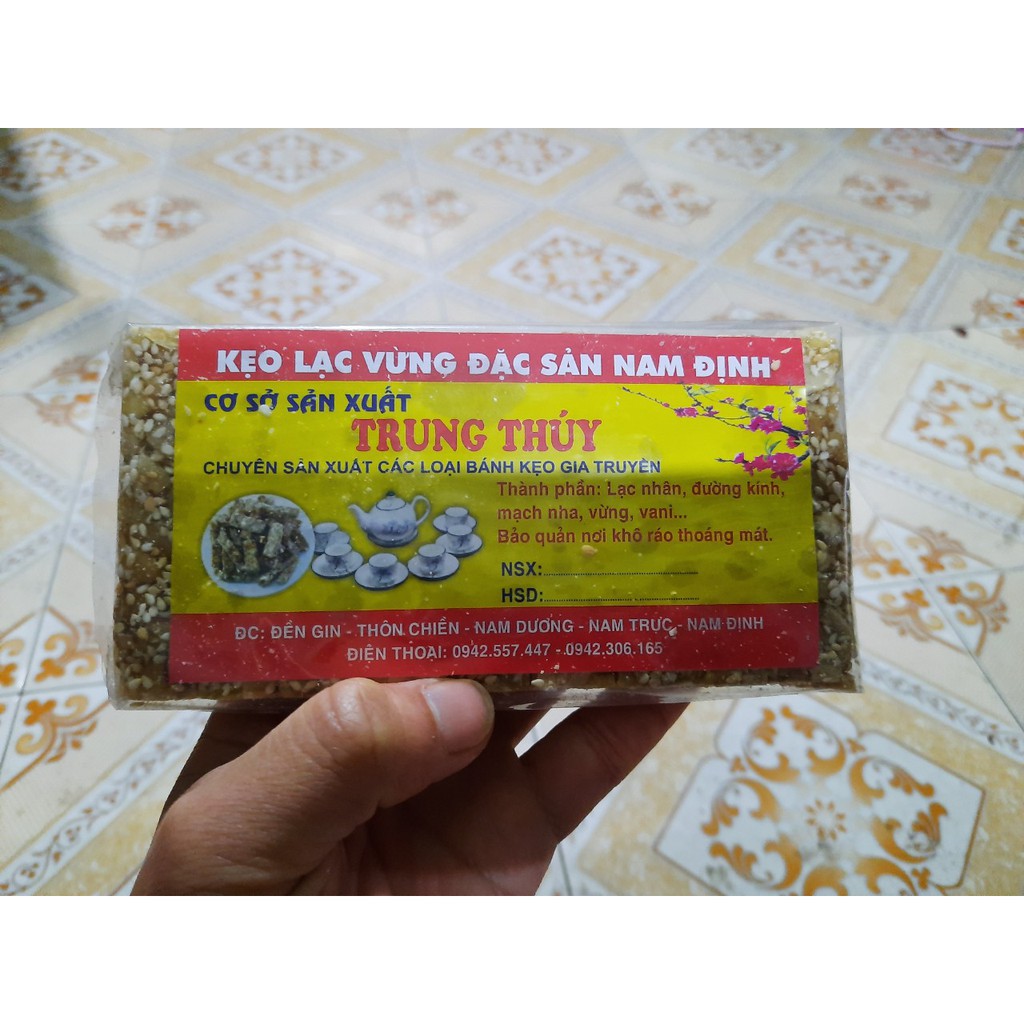 KẸO LẠC VỪNG ĐẶC SẢN NAM ĐỊNH
CƠ SỞ SẢN XUẤT
TRUNG THÚY
CHUYÊN SẢN XUẤT CÁC LOẠI BÁNH KẸO GIA TRUYỀN
Thành phần: Lạc nhân, đường kính,
mạch nha, vừng, vani...
Bảo quản nơi khô ráo thoáng mát.
NSX:
HSD:
ĐC: ĐỀN GIN - THÔN CHIỀN - NAM DƯƠNG - NAM TRỰC - NAM ĐỊNH
ĐIỆN THOẠI: 0942.557.447 - 0942.306.165